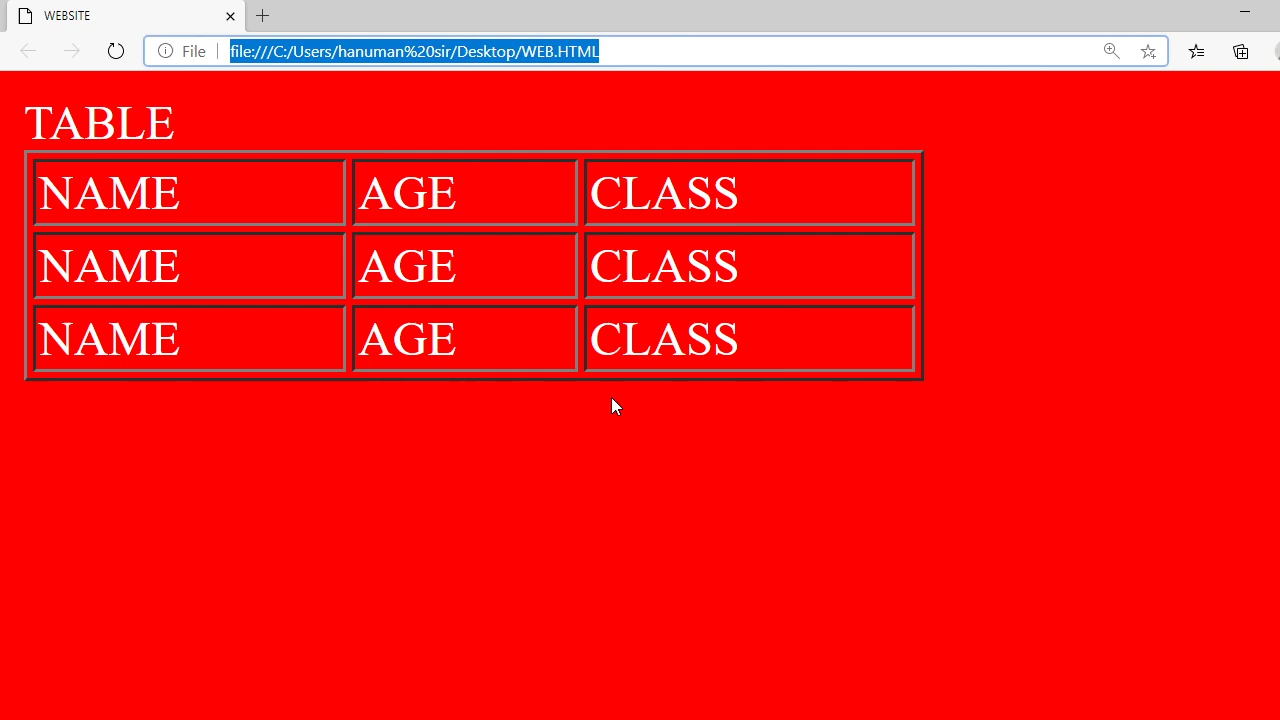 WEBSITE
File file:///C:/Users/hanuman%20sir/Desktop/WEB.HTML
TABLE
NAME AGE CLASS
NAME AGE CLASS
NAME AGE CLASS